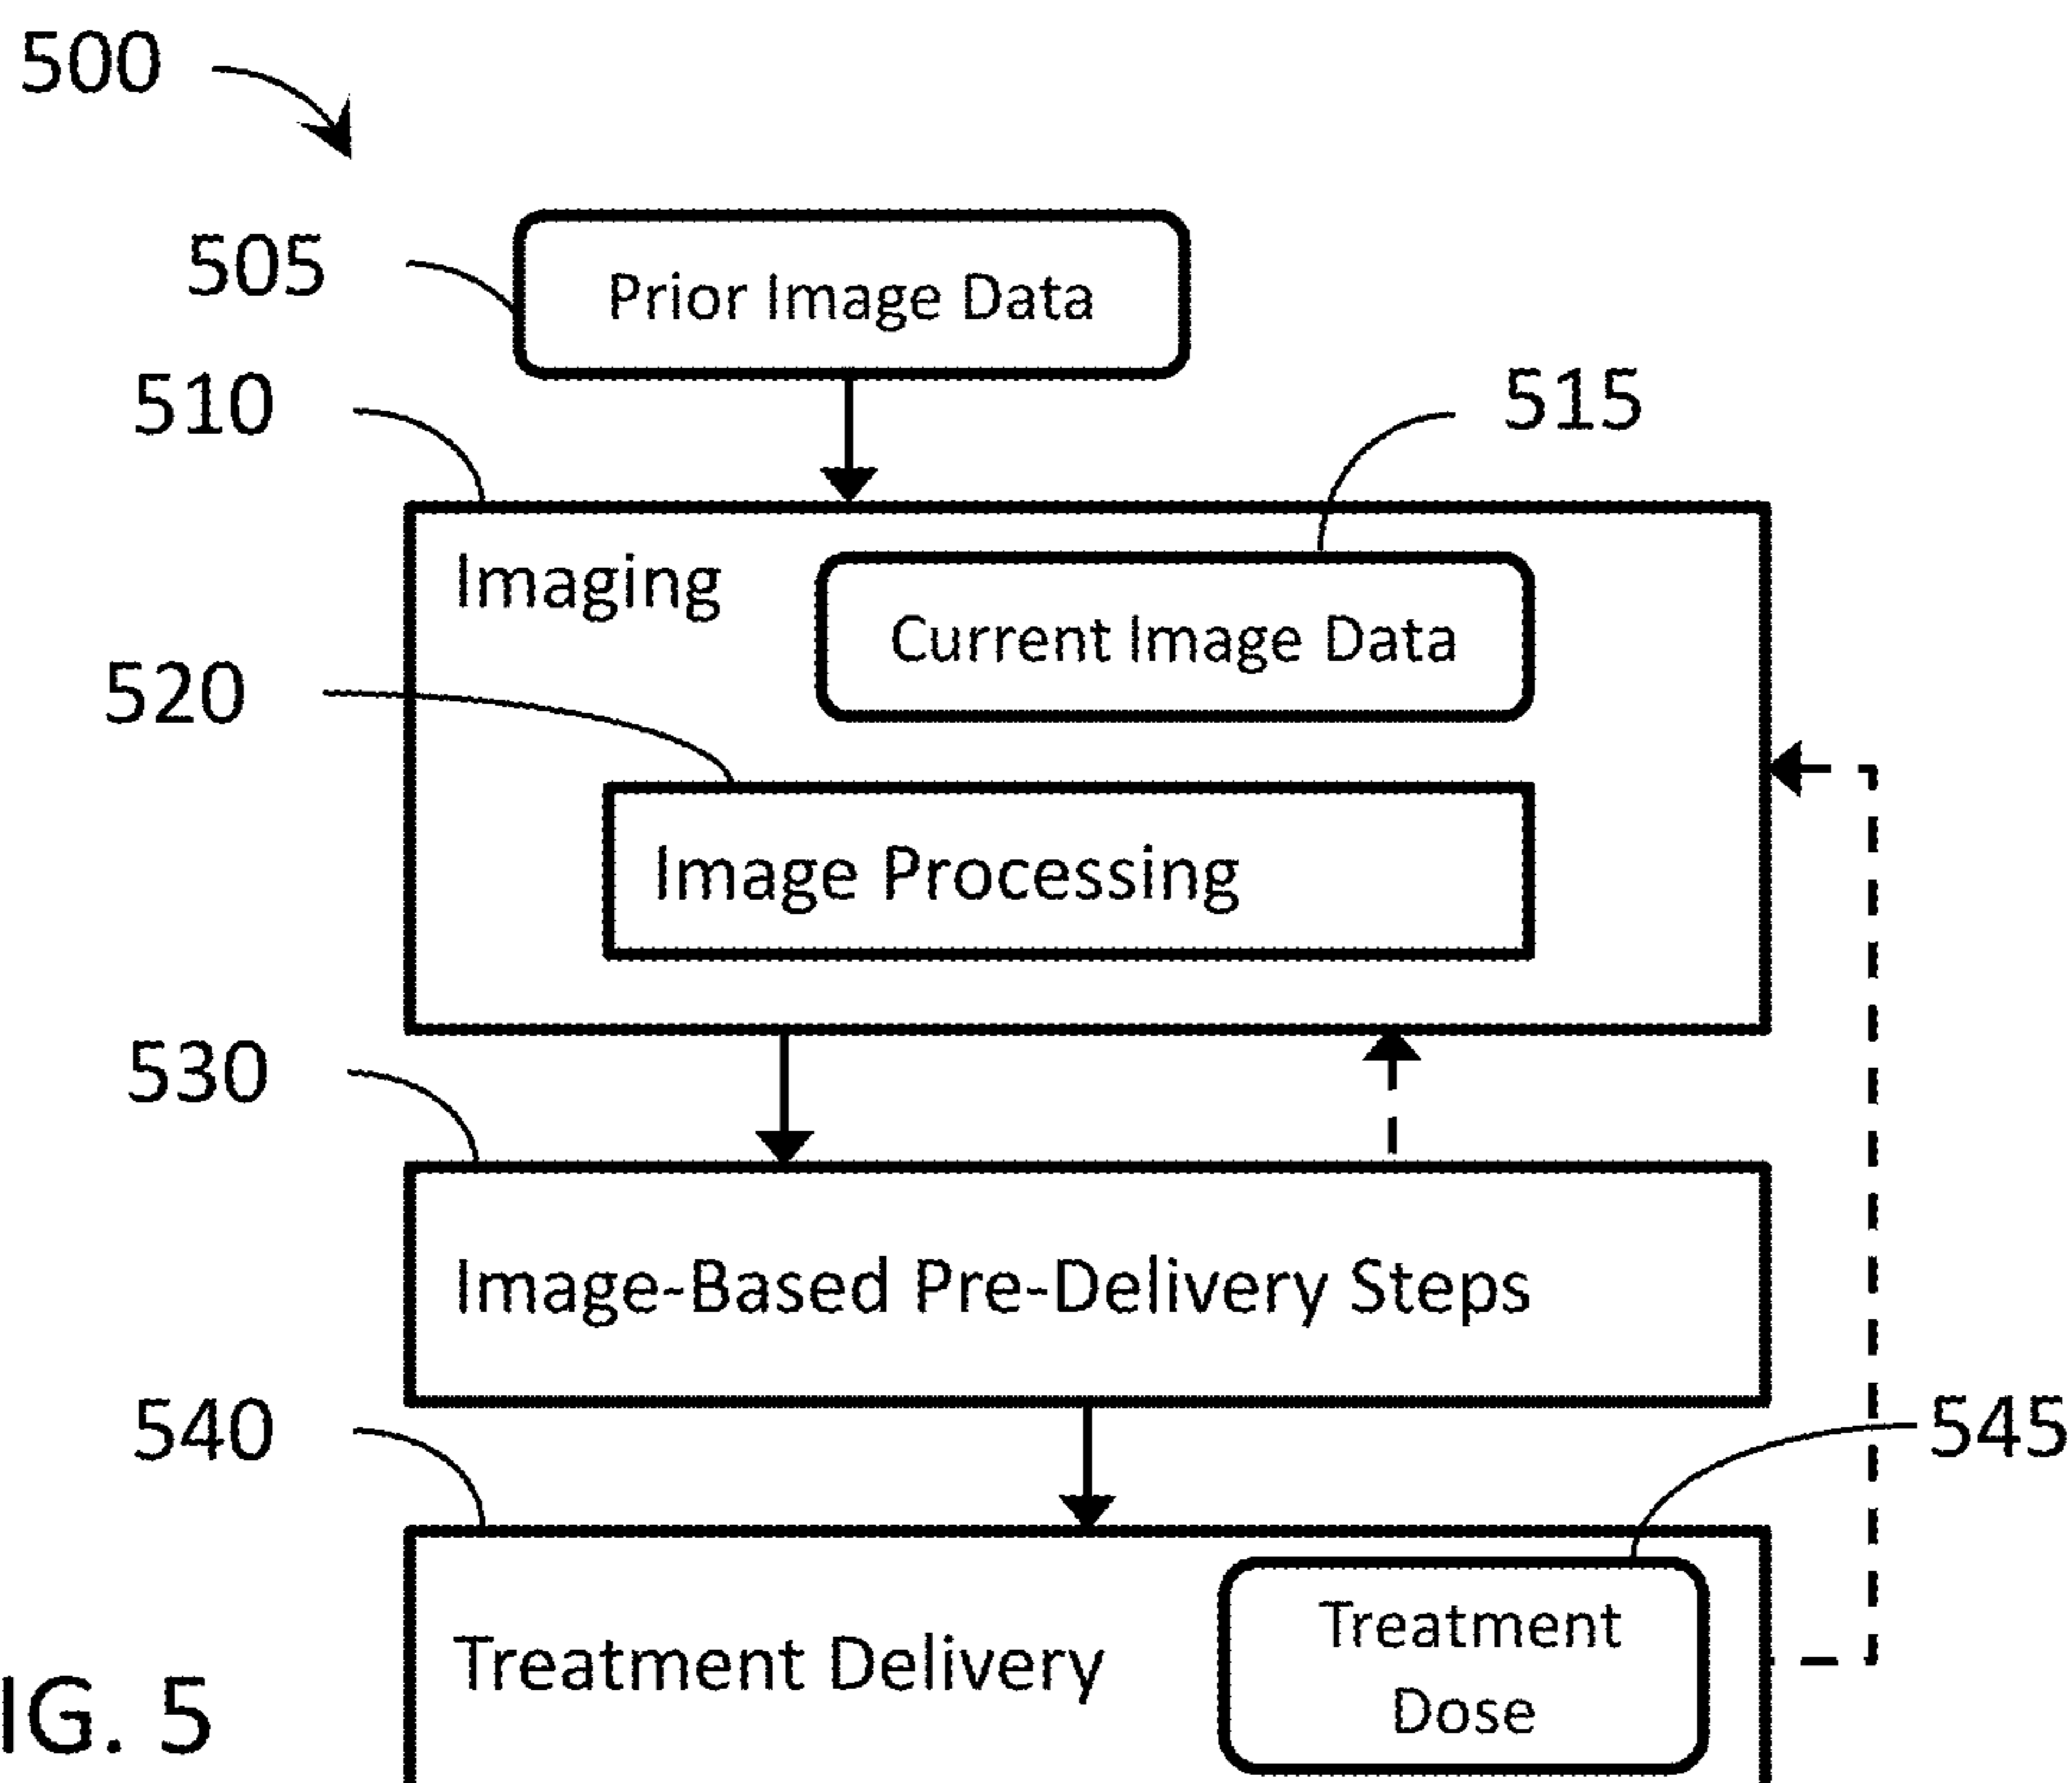 500
505
Prior Image Data
510
515
Imaging
Current Image Data
520
Image Processing
530
Image-Based Pre-Delivery Steps
540
545
Treatment Delivery
Treatment
Dose
IG. 5